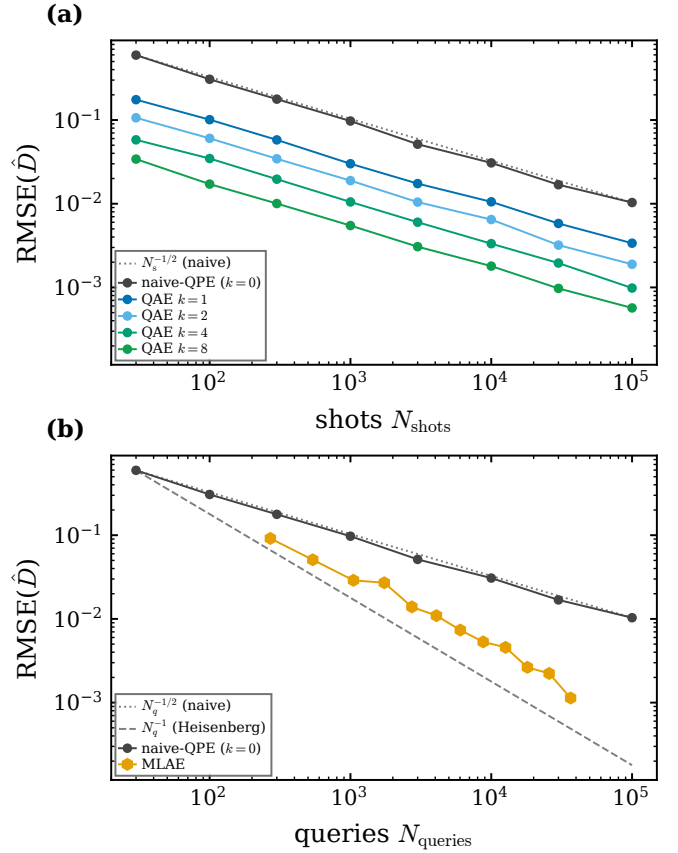 (a)
RMSE(D̂)
10⁻¹
10⁻²
10⁻³
N_s^{-1/2} (naive)
naive-QPE (k=0)
QAE k=1
QAE k=2
QAE k=4
QAE k=8
10² 10³ 10⁴ 10⁵
shots N_shots
(b)
RMSE(D̂)
10⁻¹
10⁻²
10⁻³
N_q^{-1/2} (naive)
N_q^{-1} (Heisenberg)
naive-QPE (k=0)
MLAE
10² 10³ 10⁴ 10⁵
queries N_queries